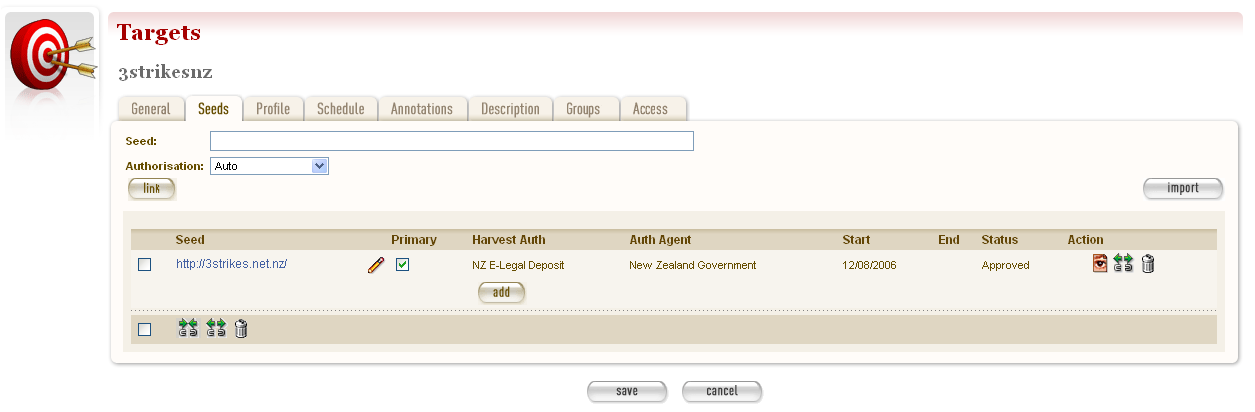 Targets
3strikesnz
General Seeds Profile Schedule Annotations Description Groups Access
Seed:
Authorisation: Auto
link import
Seed Primary Harvest Auth Auth Agent Start End Status Action
http://3strikes.net.nz/ NZ E-Legal Deposit New Zealand Government 12/08/2006 Approved
add
save cancel